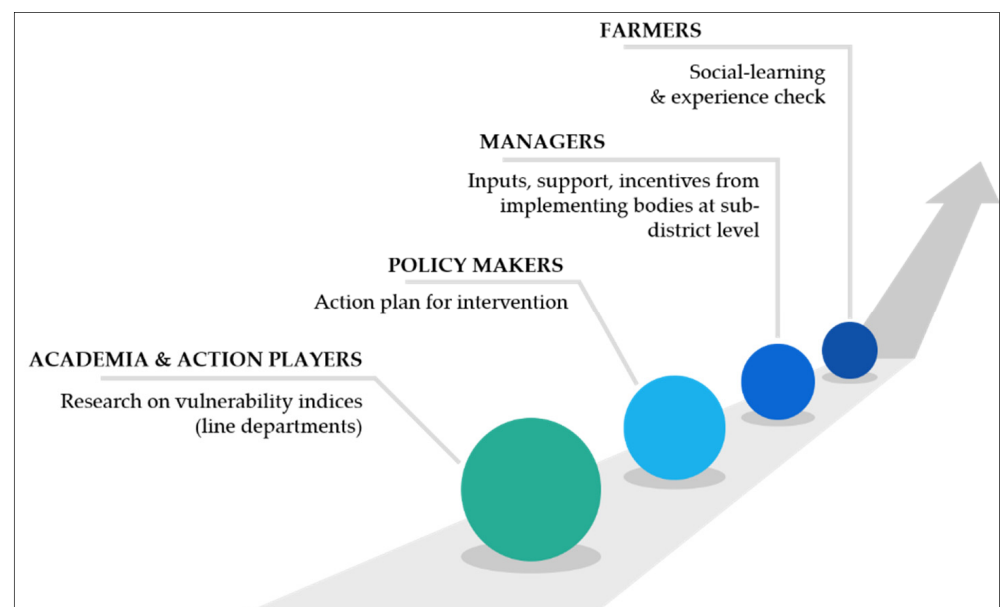 FARMERS
Social-learning
& experience check
MANAGERS
Inputs, support, incentives from
implementing bodies at sub-
district level
POLICY MAKERS
Action plan for intervention
ACADEMIA & ACTION PLAYERS
Research on vulnerability indices
(line departments)